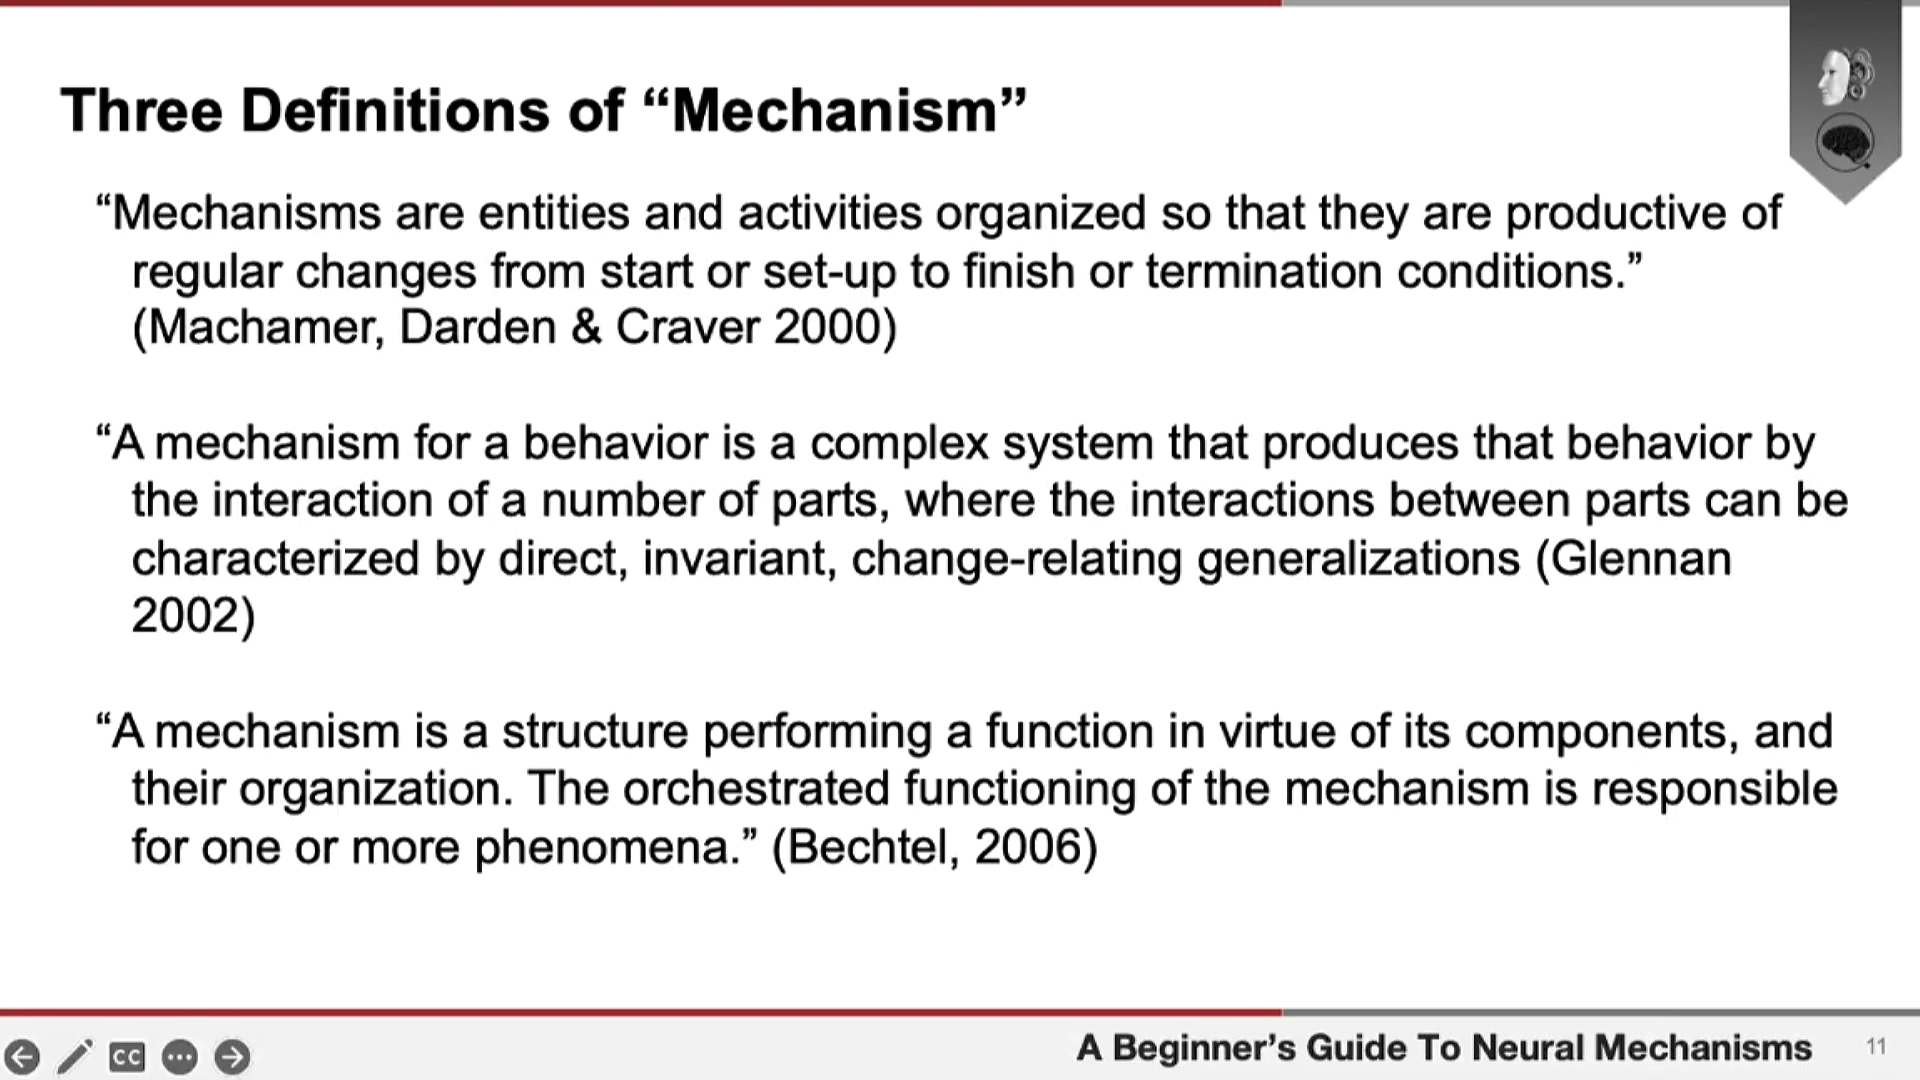 Three Definitions of “Mechanism”
“Mechanisms are entities and activities organized so that they are productive of
regular changes from start or set-up to finish or termination conditions.”
(Machamer, Darden & Craver 2000)
“A mechanism for a behavior is a complex system that produces that behavior by
the interaction of a number of parts, where the interactions between parts can be
characterized by direct, invariant, change-relating generalizations (Glennan
2002)
“A mechanism is a structure performing a function in virtue of its components, and
their organization. The orchestrated functioning of the mechanism is responsible
for one or more phenomena.” (Bechtel, 2006)
CC
A Beginner’s Guide To Neural Mechanisms
11